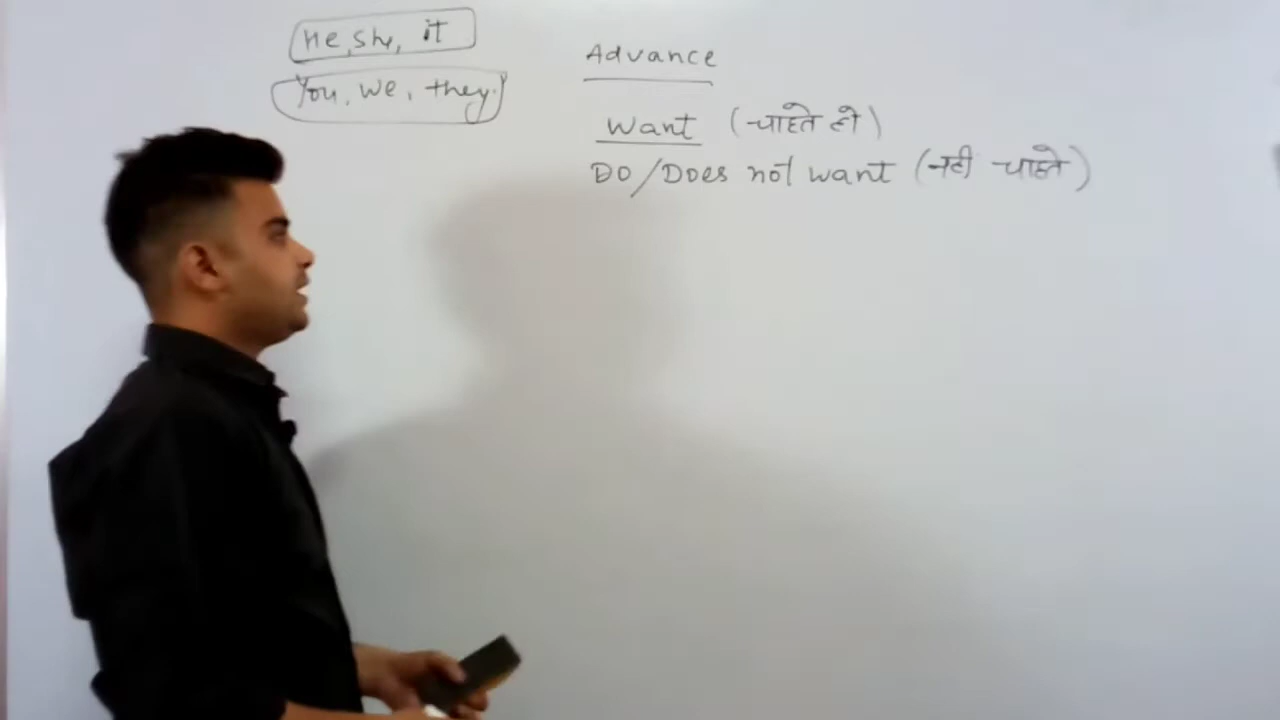 He, she, it
You, we, they.
Advance
Want (चाहते हो)
DO/Does not want (नही चाहते)